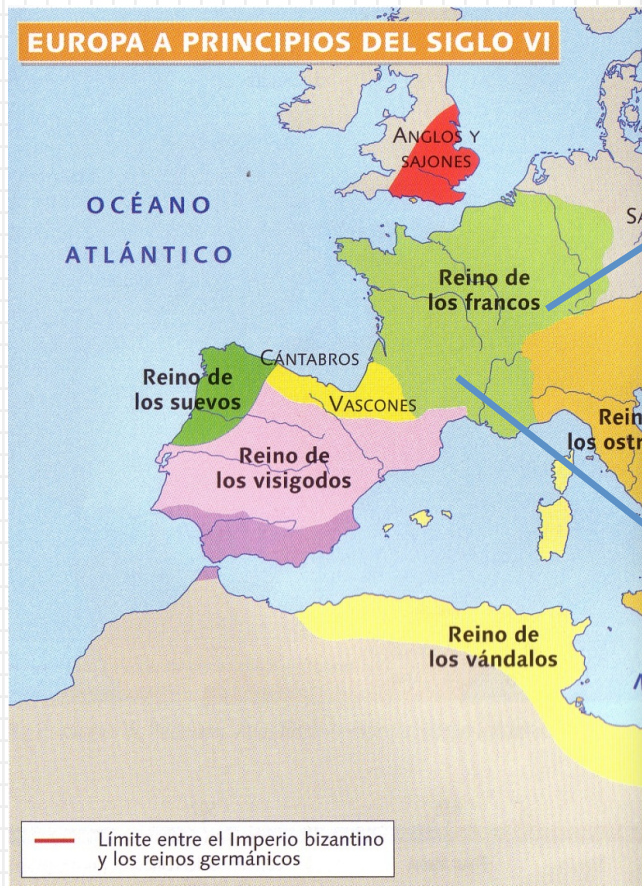 EUROPA A PRINCIPIOS DEL SIGLO VI
ANGLOS Y
SAJONES
OCÉANO
ATLÁNTICO
Reino de
los francos
CÁNTABROS
Reino de
los suevos
VASCONES
Reino de
los visigodos
Reino de
los vándalos
Límite entre el Imperio bizantino
y los reinos germánicos